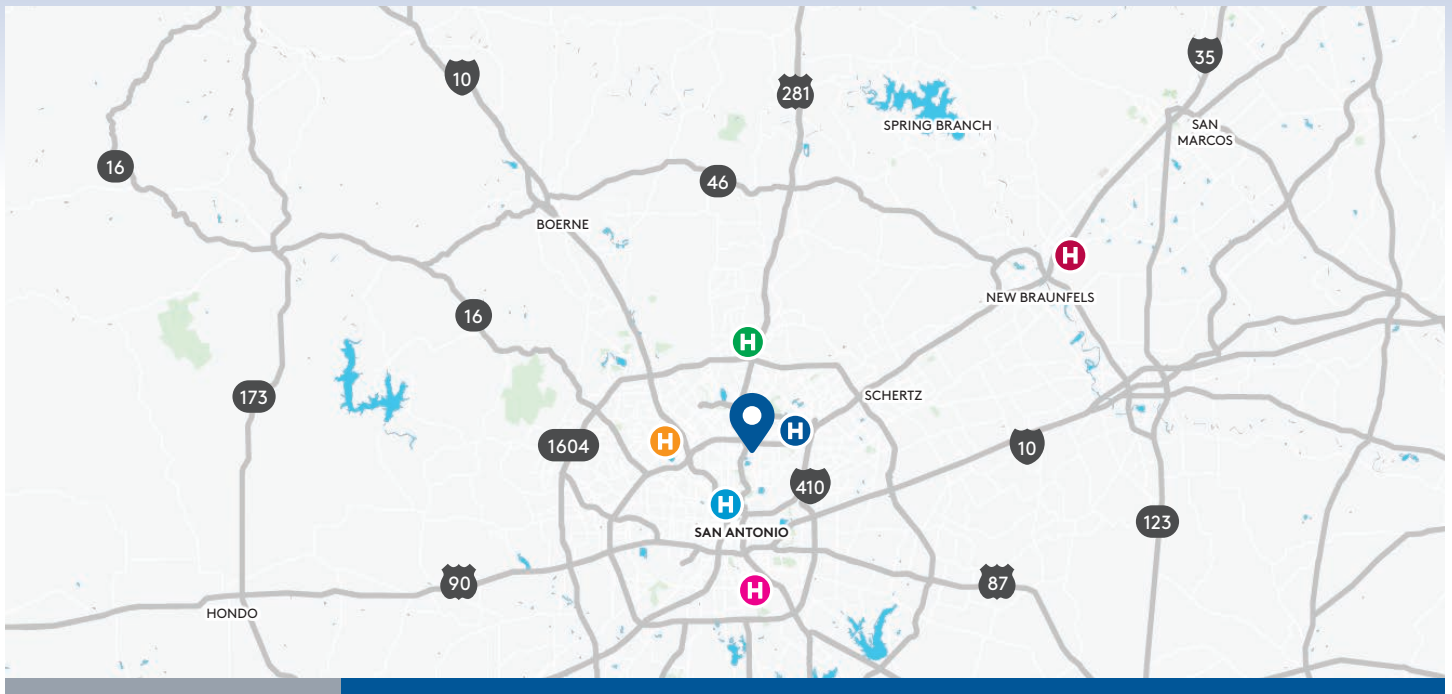 35
10
281
SPRING BRANCH
SAN
MARCOS
16
46
BOERNE
H
NEW BRAUNFELS
16
H
173
SCHERTZ
H
H
1604
10
410
H
SAN ANTONIO
123
90
87
H
HONDO